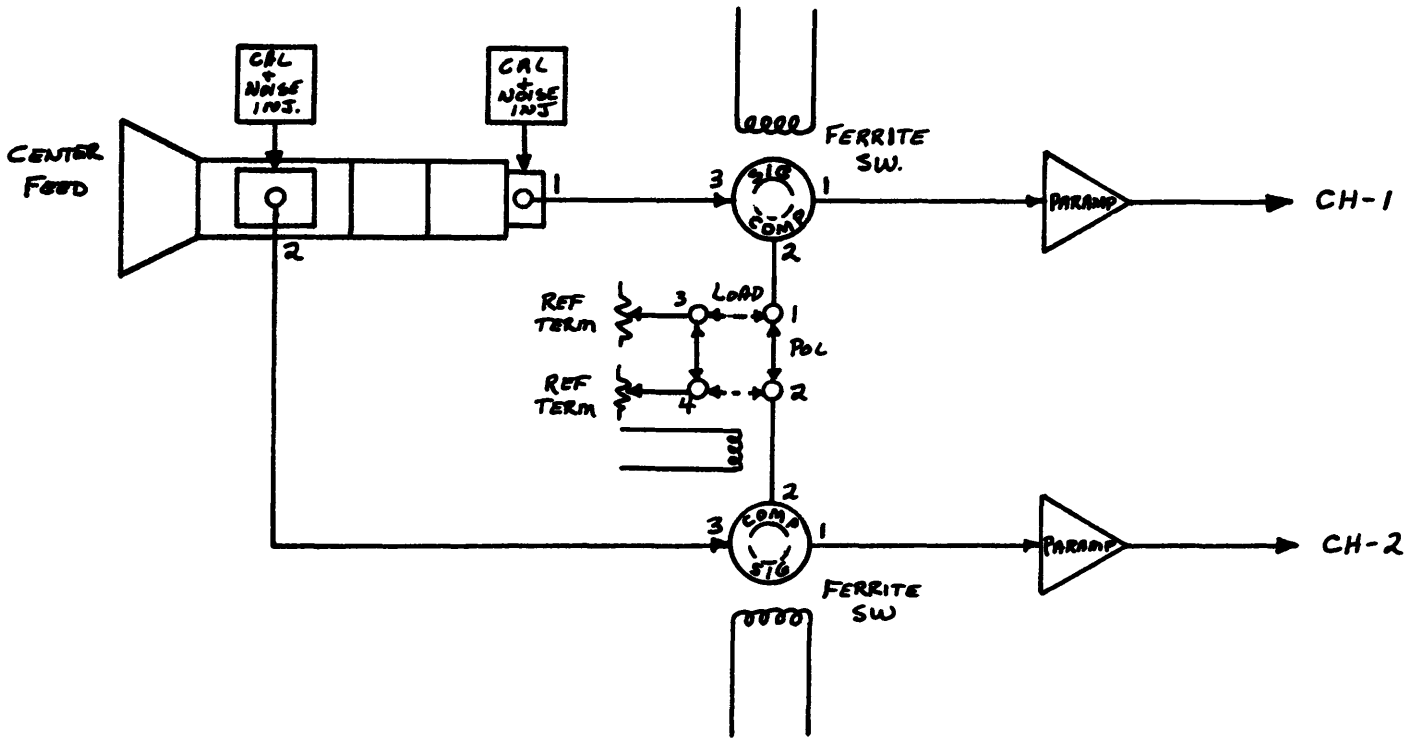 CAL
+
NOISE
INJ.
CAL
+
NOISE
INJ
CENTER
FEED
1
2
FERRITE
SW.
3
SIG
COMP
1
2
PARAMP
CH-1
REF
TERM
3
LOAD
1
POL
REF
TERM
4
2
2
3
COMP
SIG
1
PARAMP
CH-2
FERRITE
SW